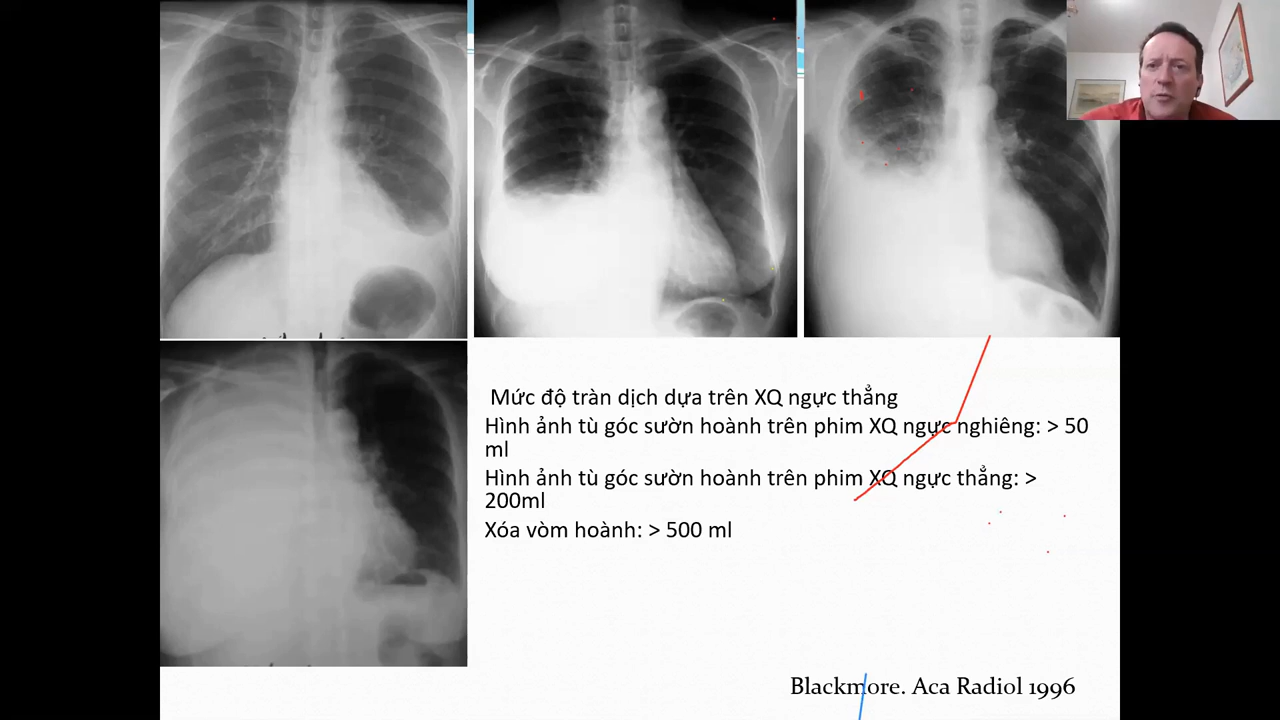 Mức độ tràn dịch dựa trên XQ ngực thẳng
Hình ảnh tù góc sườn hoành trên phim XQ ngực nghiêng: > 50
ml
Hình ảnh tù góc sườn hoành trên phim XQ ngực thẳng: >
200ml
Xóa vòm hoành: > 500 ml
Blackmore. Aca Radiol 1996